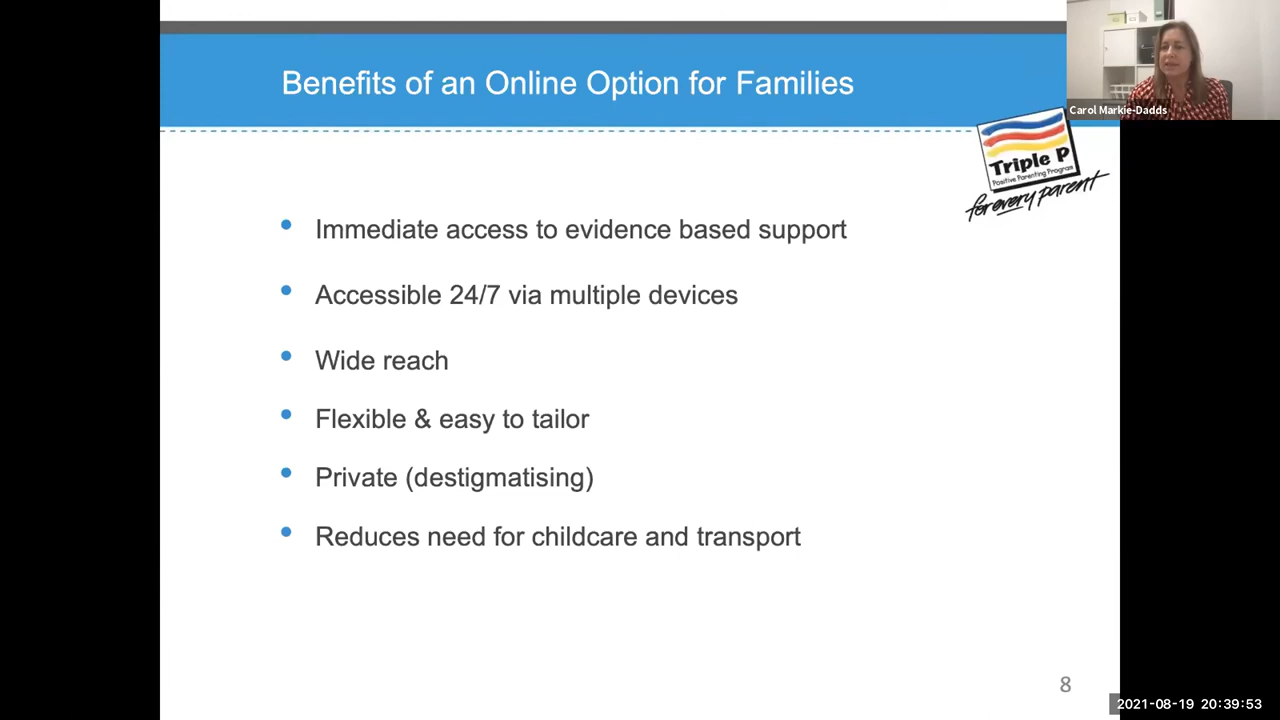 Benefits of an Online Option for Families
Carol Markie-Dadds
Triple P
Positive Parenting Program
for every parent
Immediate access to evidence based support
Accessible 24/7 via multiple devices
Wide reach
Flexible & easy to tailor
Private (destigmatising)
Reduces need for childcare and transport
8
2021-08-19 20:39:53